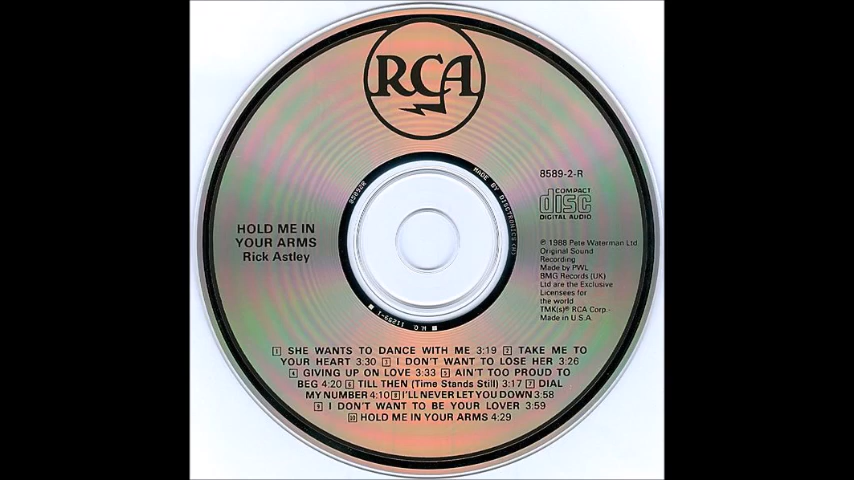 RCA
8589-2-R
COMPACT
disc
DIGITAL AUDIO
MADE BY DISCTRONICS (H)
HOLD ME IN
YOUR ARMS
Rick Astley
℗ 1988 Pete Waterman Ltd
Original Sound
Recording
Made by PWL
BMG Records (UK)
Ltd are the Exclusive
Licensees for
the world
TMK(s)® RCA Corp.
Made in U.S.A
1 SHE WANTS TO DANCE WITH ME 3:19 2 TAKE ME TO
YOUR HEART 3:30 3 I DON'T WANT TO LOSE HER 3:26
4 GIVING UP ON LOVE 3:33 5 AIN'T TOO PROUD TO
BEG 4:20 6 TILL THEN (Time Stands Still) 3:17 7 DIAL
MY NUMBER 4:10 8 I'LL NEVER LET YOU DOWN 3:58
9 I DON'T WANT TO BE YOUR LOVER 3:59
10 HOLD ME IN YOUR ARMS 4:29